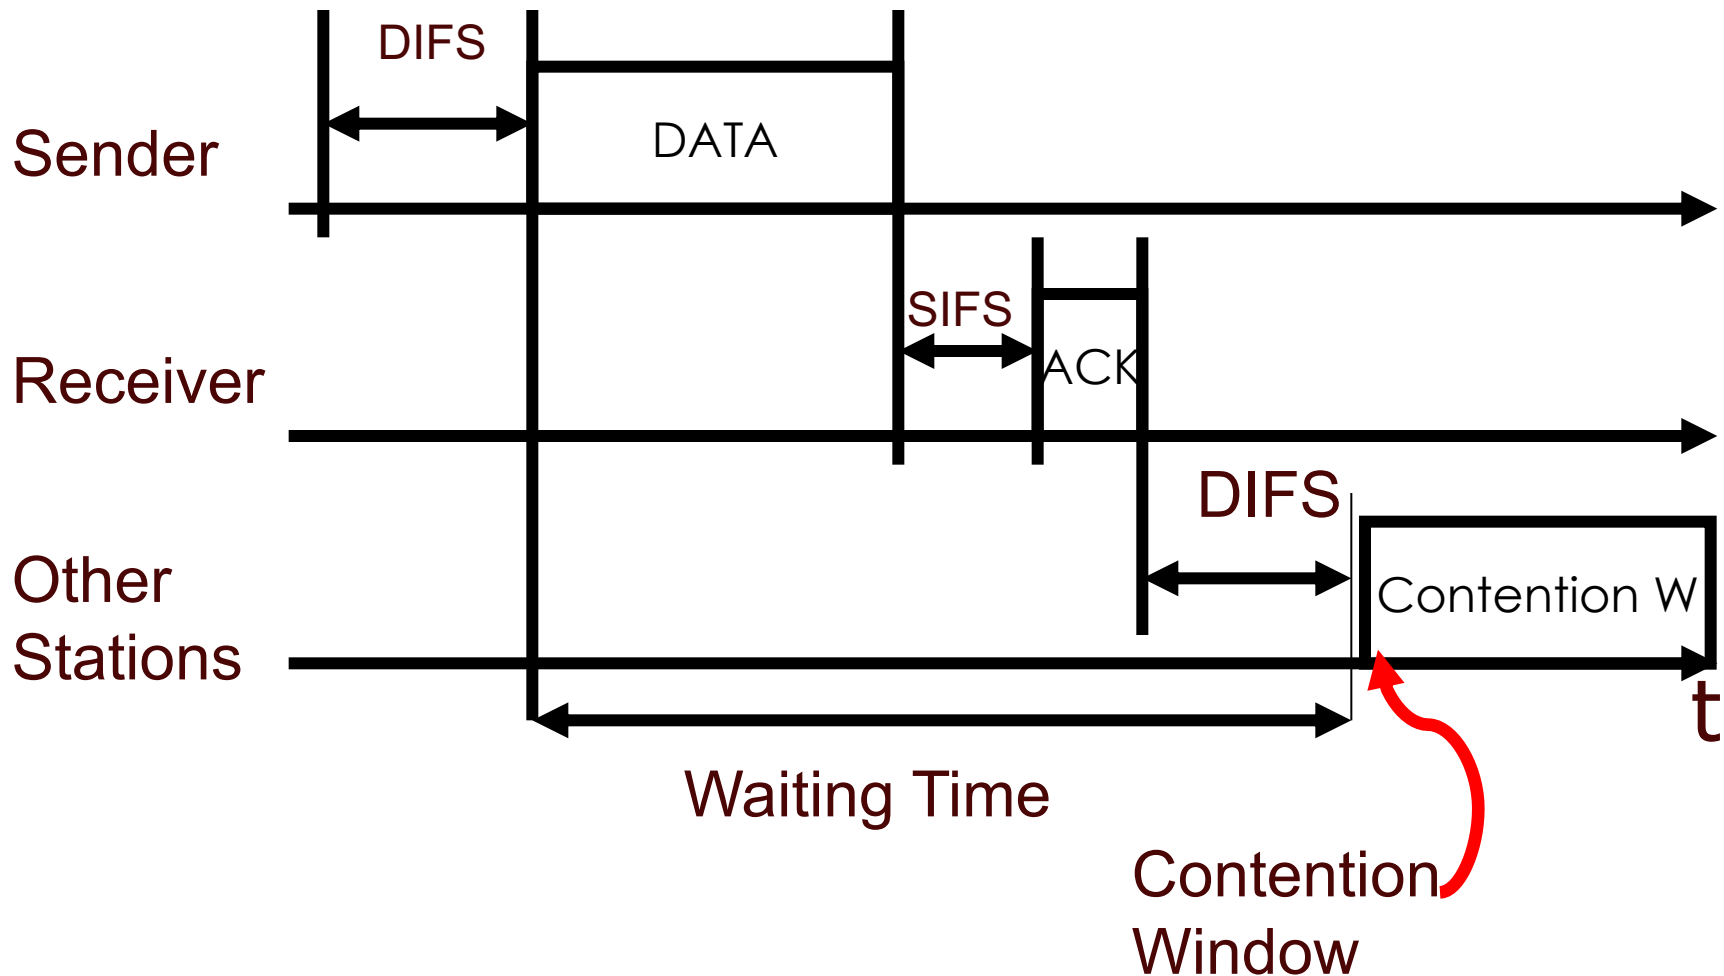 DIFS
DATA
Sender
SIFS
ACK
Receiver
DIFS
Other
Stations
Contention W
t
Waiting Time
Contention
Window